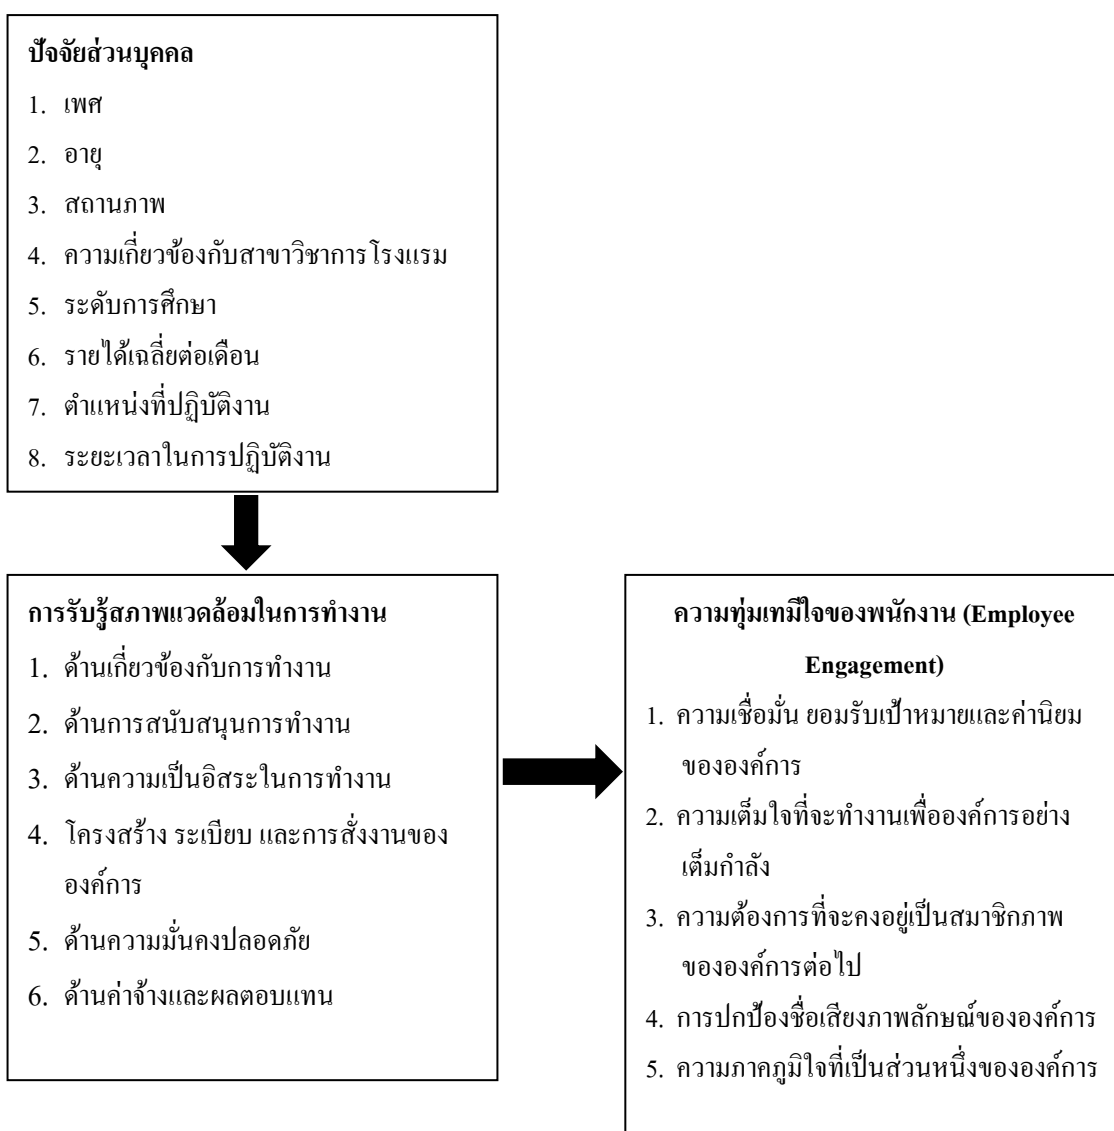 ปัจจัยส่วนบุคคล
1. เพศ
2. อายุ
3. สถานภาพ
4. ความเกี่ยวข้องกับสาขาวิชาการโรงแรม
5. ระดับการศึกษา
6. รายได้เฉลี่ยต่อเดือน
7. ตำแหน่งที่ปฏิบัติงาน
8. ระยะเวลาในการปฏิบัติงาน
การรับรู้สภาพแวดล้อมในการทำงาน
1. ด้านเกี่ยวข้องกับการทำงาน
2. ด้านการสนับสนุนการทำงาน
3. ด้านความเป็นอิสระในการทำงาน
4. โครงสร้าง ระเบียบ และการสั่งงานของ
องค์การ
5. ด้านความมั่นคงปลอดภัย
6. ด้านค่าจ้างและผลตอบแทน
ความทุ่มเทมีใจของพนักงาน (Employee
Engagement)
1. ความเชื่อมั่น ยอมรับเป้าหมายและค่านิยม
ขององค์การ
2. ความเต็มใจที่จะทำงานเพื่อองค์การอย่าง
เต็มกำลัง
3. ความต้องการที่จะคงอยู่เป็นสมาชิกภาพ
ขององค์การต่อไป
4. การปกป้องชื่อเสียงภาพลักษณ์ขององค์การ
5. ความภาคภูมิใจที่เป็นส่วนหนึ่งขององค์การ